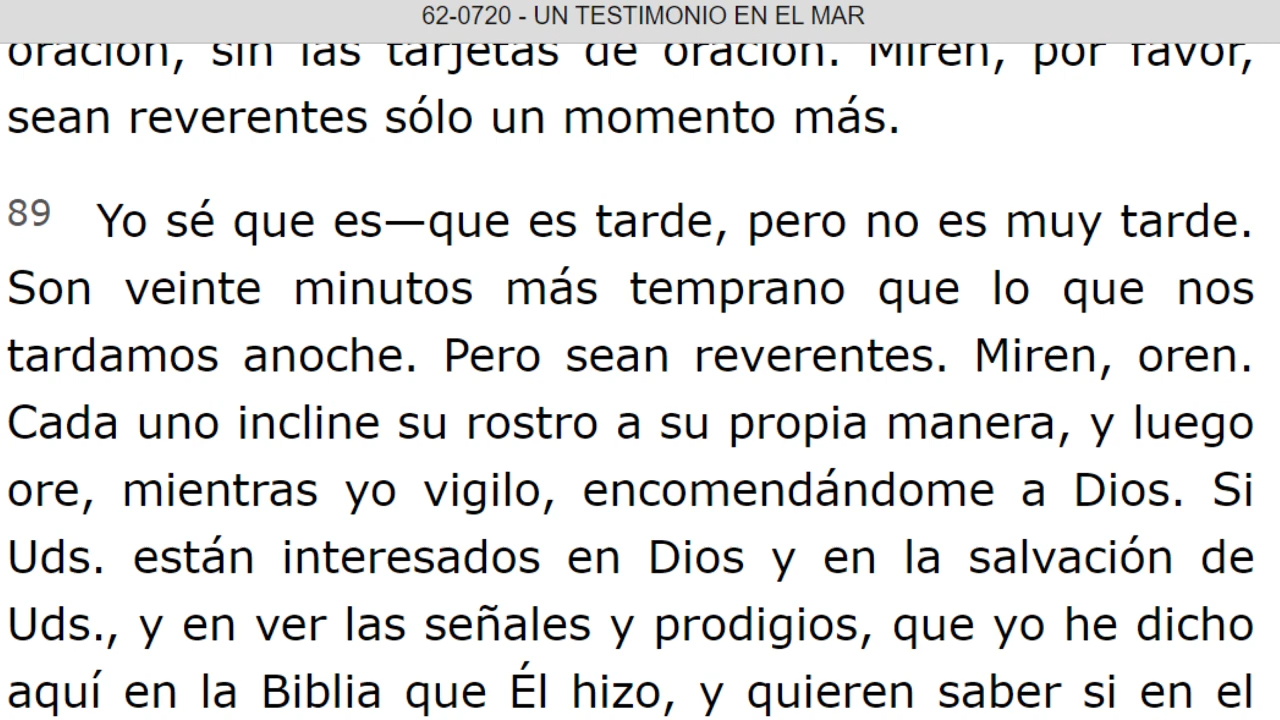 62-0720 - UN TESTIMONIO EN EL MAR
oración, sin las tarjetas de oración. Miren, por favor,
sean reverentes sólo un momento más.
89 Yo sé que es—que es tarde, pero no es muy tarde.
Son veinte minutos más temprano que lo que nos
tardamos anoche. Pero sean reverentes. Miren, oren.
Cada uno incline su rostro a su propia manera, y luego
ore, mientras yo vigilo, encomendándome a Dios. Si
Uds. están interesados en Dios y en la salvación de
Uds., y en ver las señales y prodigios, que yo he dicho
aquí en la Biblia que Él hizo, y quieren saber si en el